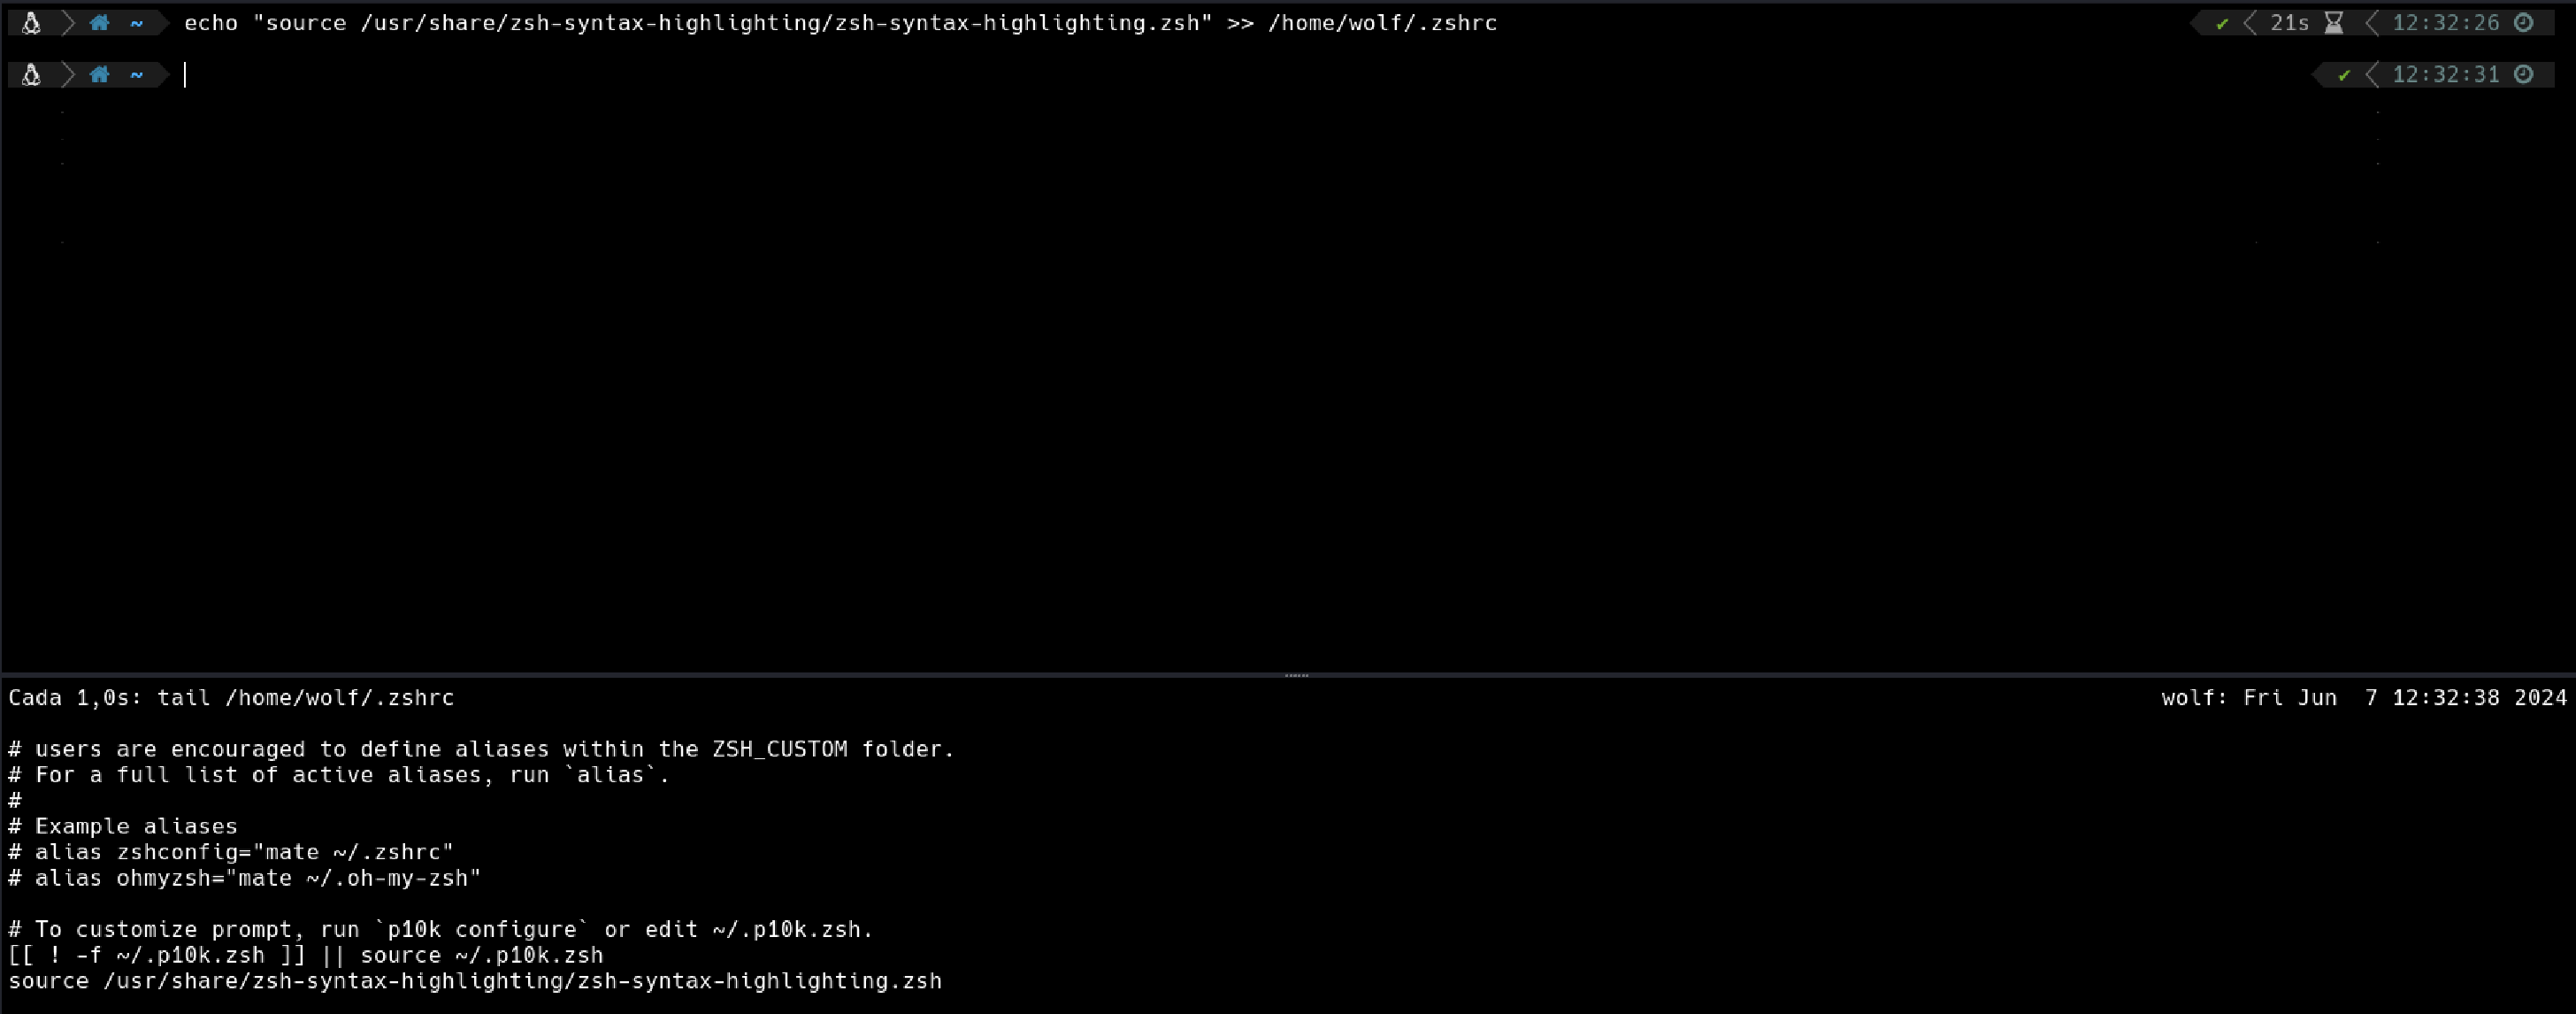 ~ echo "source /usr/share/zsh-syntax-highlighting/zsh-syntax-highlighting.zsh" >> /home/wolf/.zshrc ✔ 21s 12:32:26
~ ✔ 12:32:31
Cada 1,0s: tail /home/wolf/.zshrc wolf: Fri Jun  7 12:32:38 2024
# users are encouraged to define aliases within the ZSH_CUSTOM folder.
# For a full list of active aliases, run `alias`.
#
# Example aliases
# alias zshconfig="mate ~/.zshrc"
# alias ohmyzsh="mate ~/.oh-my-zsh"
# To customize prompt, run `p10k configure` or edit ~/.p10k.zsh.
[[ ! -f ~/.p10k.zsh ]] || source ~/.p10k.zsh
source /usr/share/zsh-syntax-highlighting/zsh-syntax-highlighting.zsh